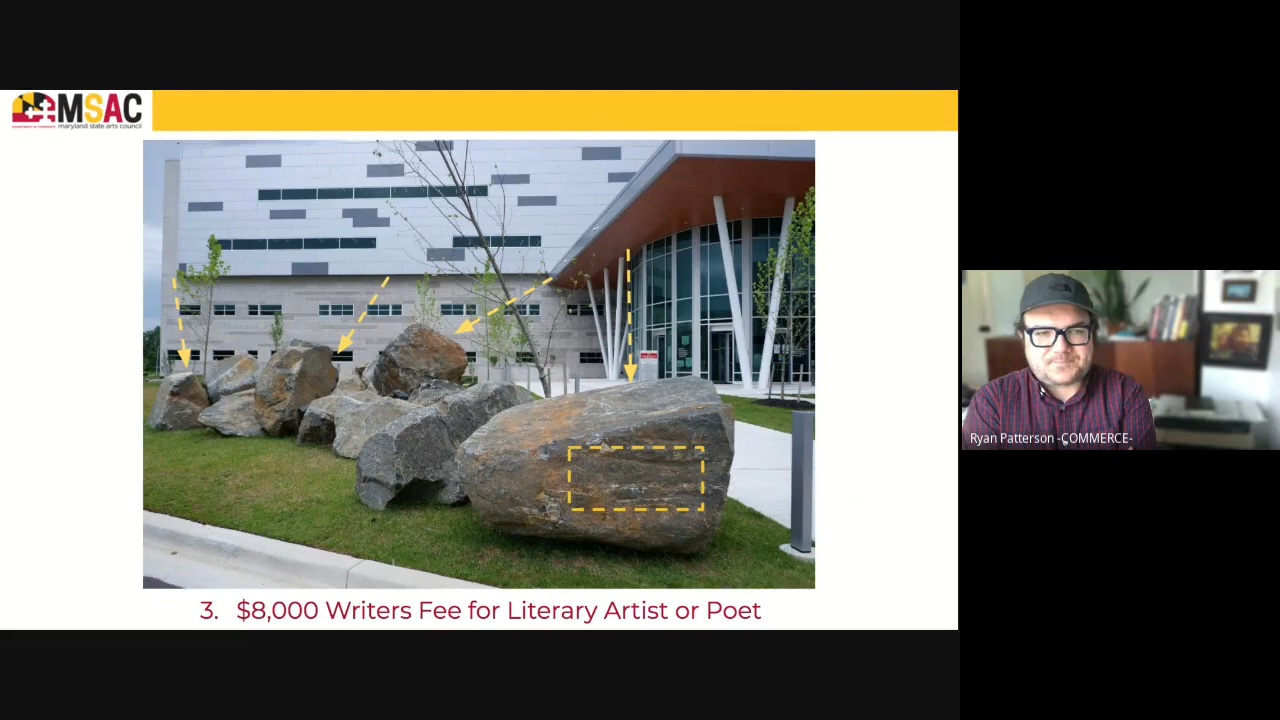 MSAC
maryland state arts council
3. $8,000 Writers Fee for Literary Artist or Poet
Ryan Patterson -COMMERCE-